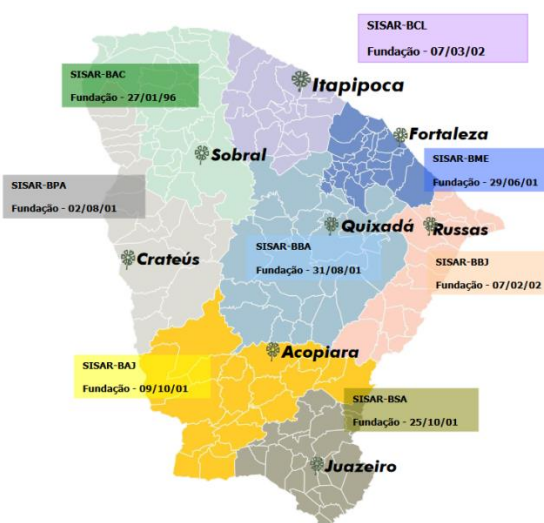 SISAR-BCL
Fundação - 07/03/02
SISAR-BAC
Fundação - 27/01/96
Itapipoca
Fortaleza
Sobral
SISAR-BME
Fundação - 29/06/01
SISAR-BPA
Fundação - 02/08/01
Quixadá
Russas
SISAR-BBA
Fundação - 31/08/01
Crateús
SISAR-BBJ
Fundação - 07/02/02
Acopiara
SISAR-BAJ
Fundação - 09/10/01
SISAR-BSA
Fundação - 25/10/01
Juazeiro